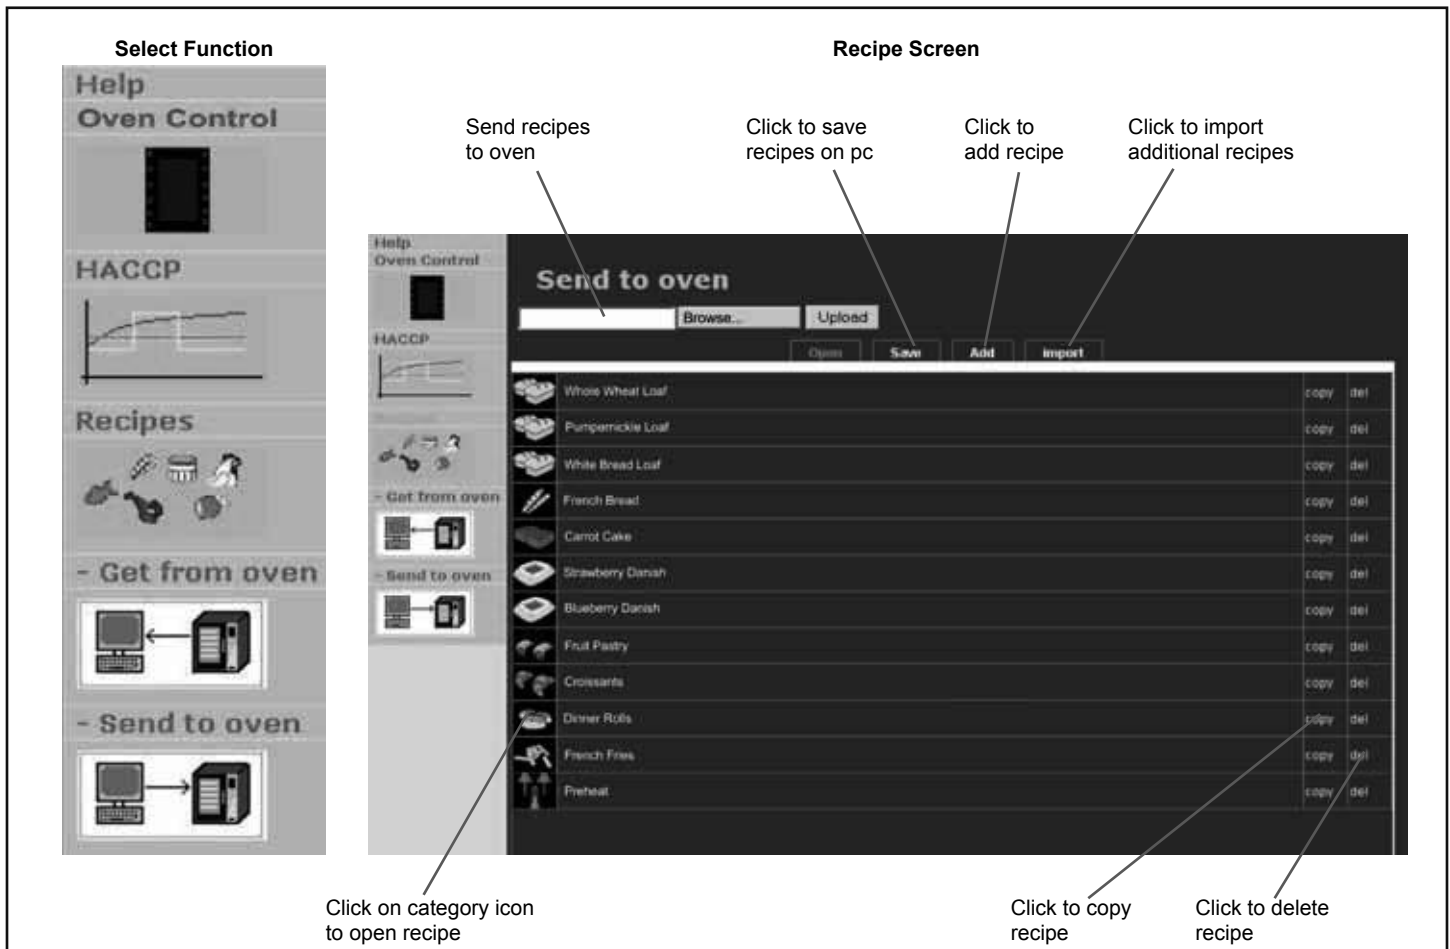 Select Function
Recipe Screen
Help
Oven Control
HACCP
Recipes
- Get from oven
- Send to oven
Send recipes
to oven
Click to save
recipes on pc
Click to
add recipe
Click to import
additional recipes
Help
Oven Control
HACCP
- Get from oven
- Send to oven
Send to oven
Browse...
Upload
Open
Save
Add
import
Whole Wheat Loaf copy del
Pumpernickle Loaf copy del
White Bread Loaf copy del
French Bread copy del
Carrot Cake copy del
Strawberry Danish copy del
Blueberry Danish copy del
Fruit Pastry copy del
Croissants copy del
Dinner Rolls copy del
French Fries copy del
Preheat copy del
Click on category icon
to open recipe
Click to copy
recipe
Click to delete
recipe